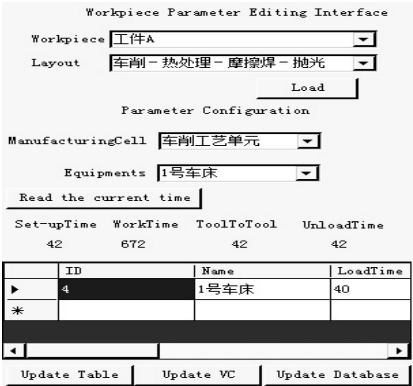 Workpiece Parameter Editing Interface
Workpiece 工件A
Layout 车削-热处理-摩擦焊-抛光
Load
Parameter Configuration
ManufacturingCell 车削工艺单元
Equipments 1号车床
Read the current time
Set-upTime WorkTime ToolToTool UnloadTime
42 672 42 42
ID Name LoadTime
4 1号车床 40
Update Table Update VC Update Database